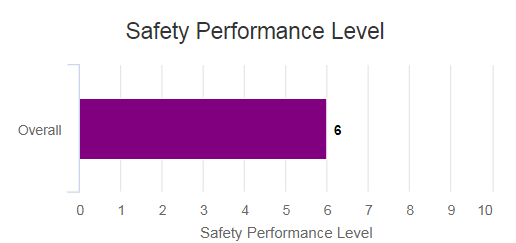 Safety Performance Level
Overall
6
0 1 2 3 4 5 6 7 8 9 10
Safety Performance Level